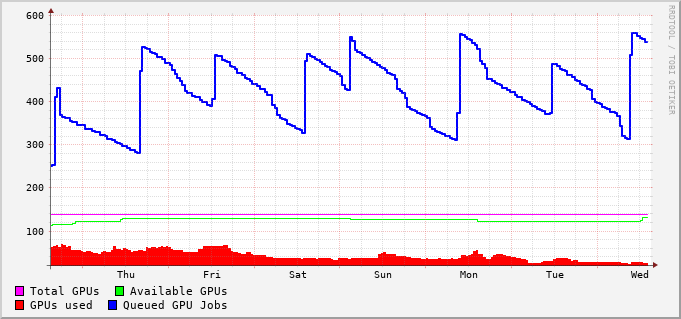 600
500
400
300
200
100
Thu Fri Sat Sun Mon Tue Wed
Total GPUs Available GPUs
GPUs used Queued GPU Jobs
RRDTOOL / TOBI OETIKER